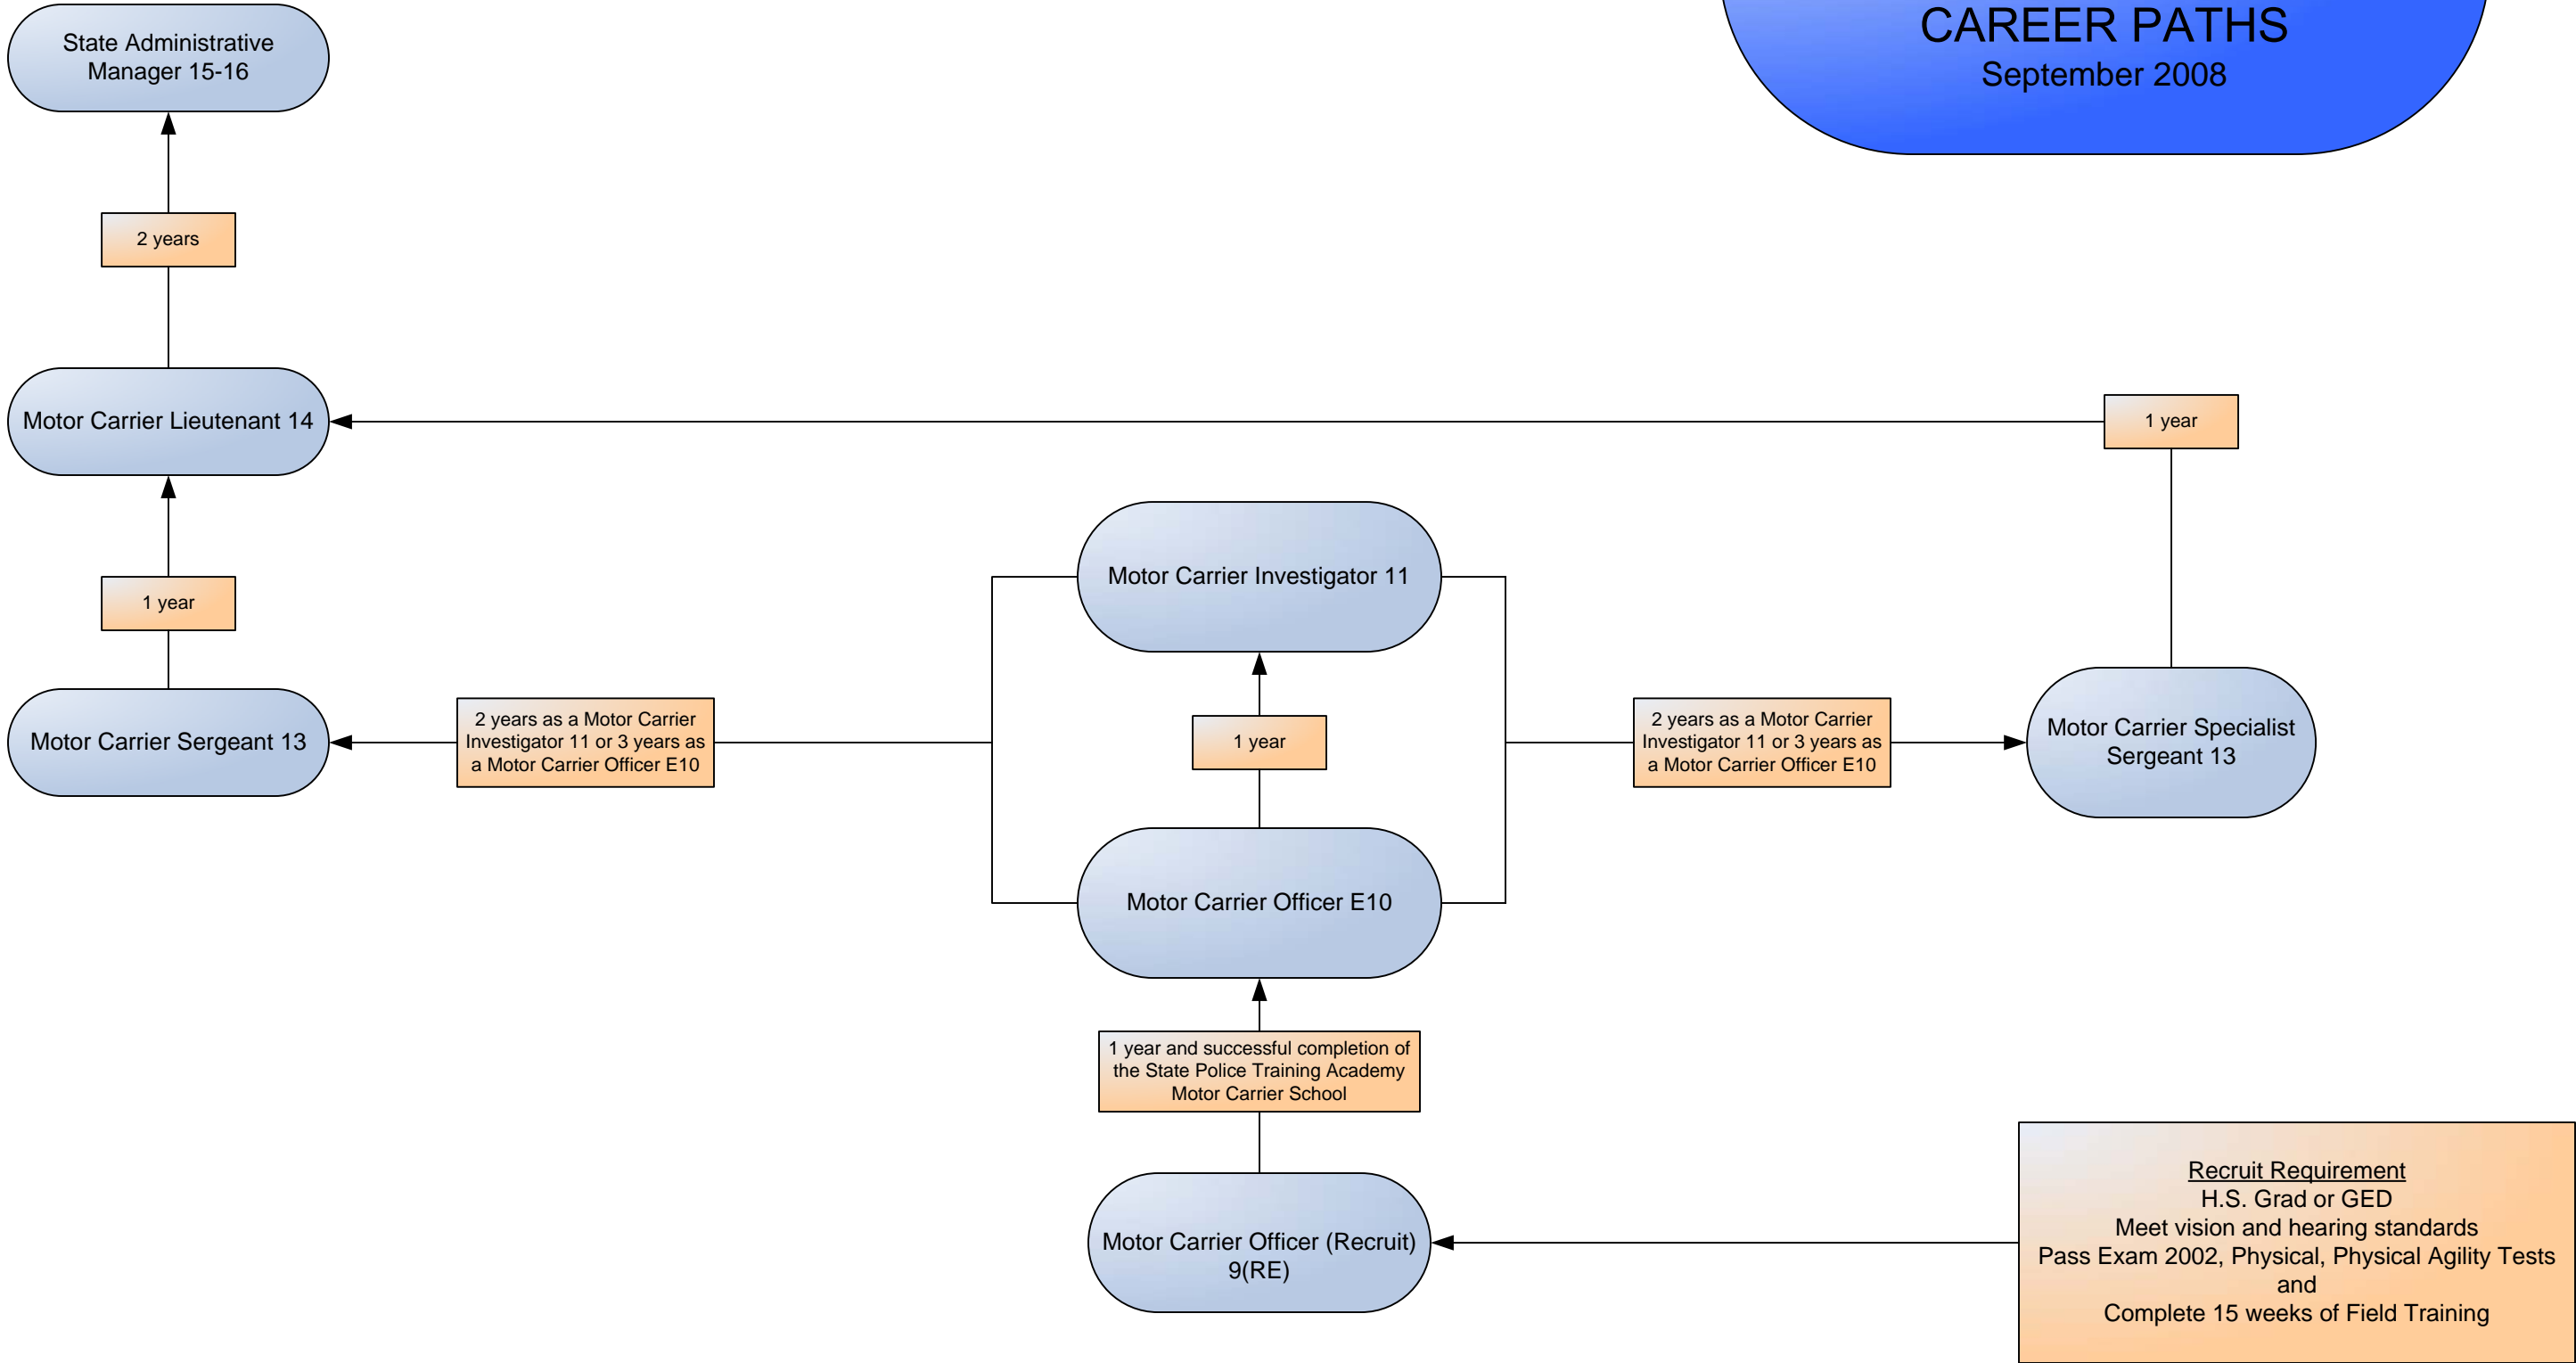 CAREER PATHS
September 2008
State Administrative
Manager 15-16
2 years
Motor Carrier Lieutenant 14
1 year
1 year
Motor Carrier Investigator 11
Motor Carrier Sergeant 13
2 years as a Motor Carrier
Investigator 11 or 3 years as
a Motor Carrier Officer E10
1 year
2 years as a Motor Carrier
Investigator 11 or 3 years as
a Motor Carrier Officer E10
Motor Carrier Specialist
Sergeant 13
Motor Carrier Officer E10
1 year and successful completion of
the State Police Training Academy
Motor Carrier School
Motor Carrier Officer (Recruit)
9(RE)
Recruit Requirement
H.S. Grad or GED
Meet vision and hearing standards
Pass Exam 2002, Physical, Physical Agility Tests
and
Complete 15 weeks of Field Training